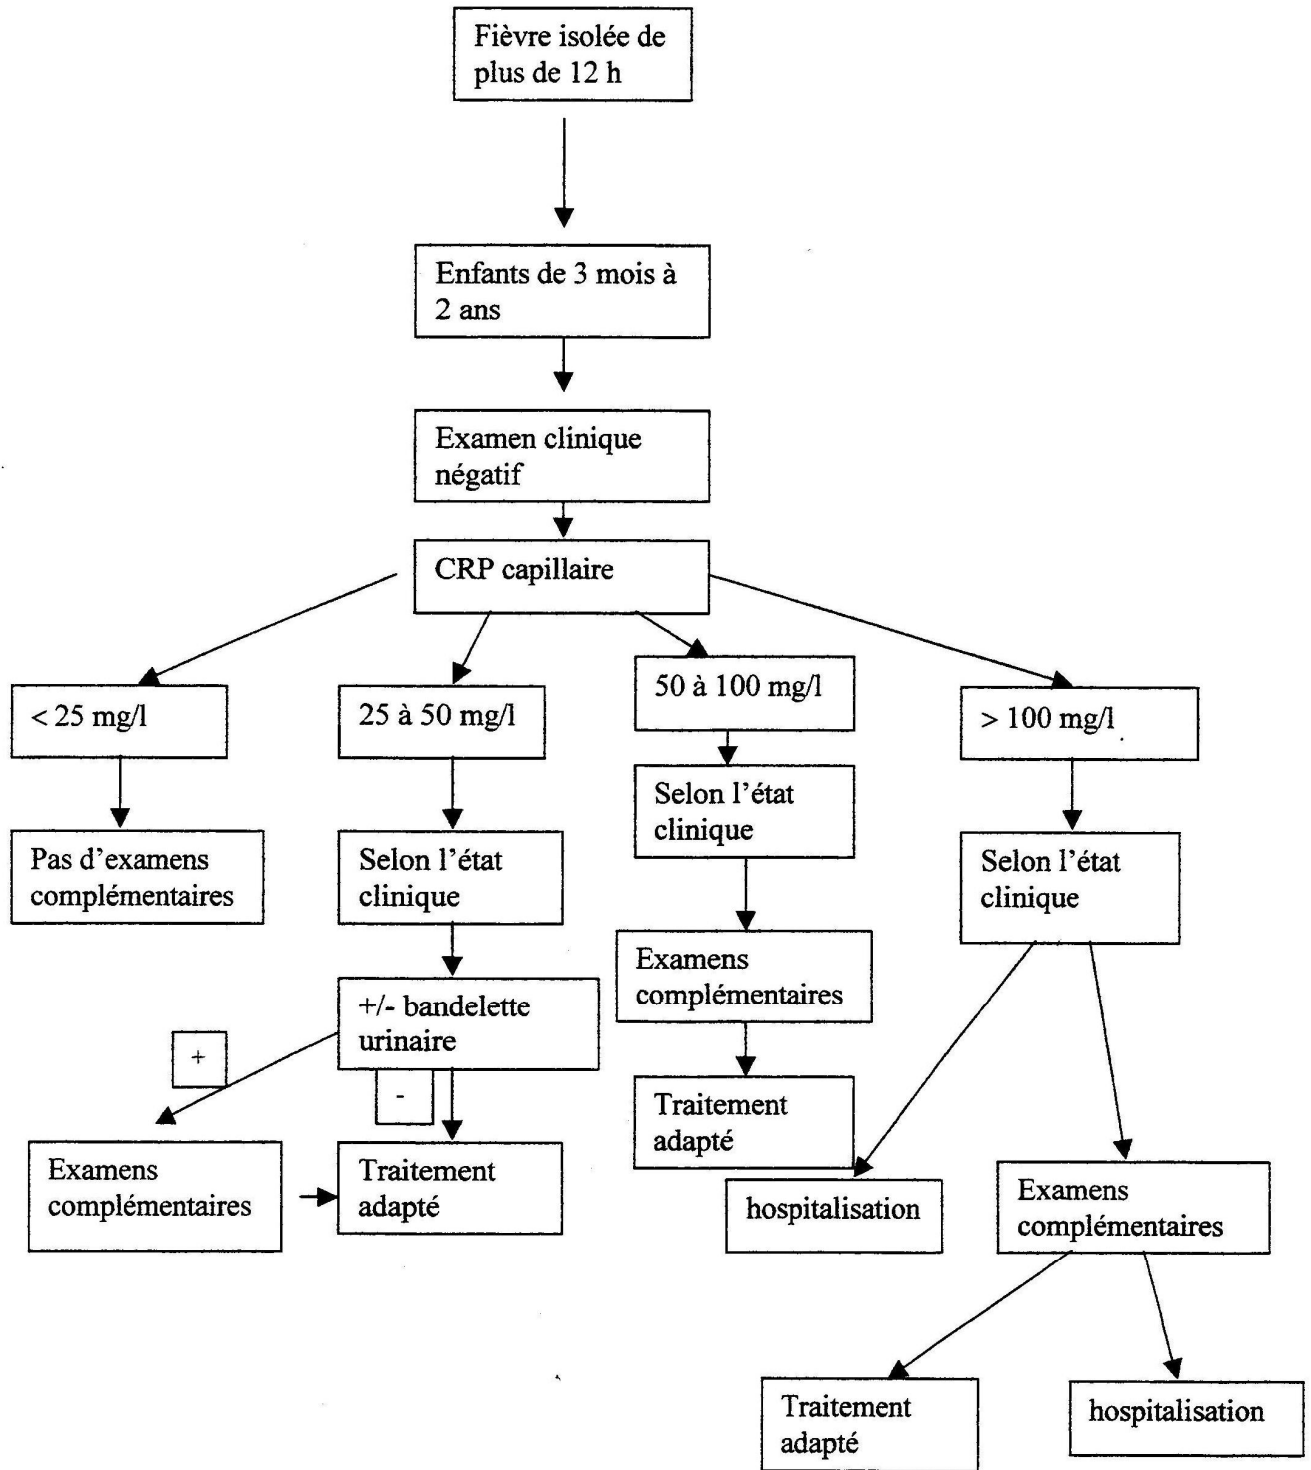 Fièvre isolée de
plus de 12 h
Enfants de 3 mois à
2 ans
Examen clinique
négatif
CRP capillaire
< 25 mg/l
25 à 50 mg/l
50 à 100 mg/l
> 100 mg/l
Pas d'examens
complémentaires
Selon l'état
clinique
Selon l'état
clinique
Selon l'état
clinique
+/- bandelette
urinaire
Examens
complémentaires
+
-
Examens
complémentaires
Traitement
adapté
Traitement
adapté
hospitalisation
Examens
complémentaires
Traitement
adapté
hospitalisation